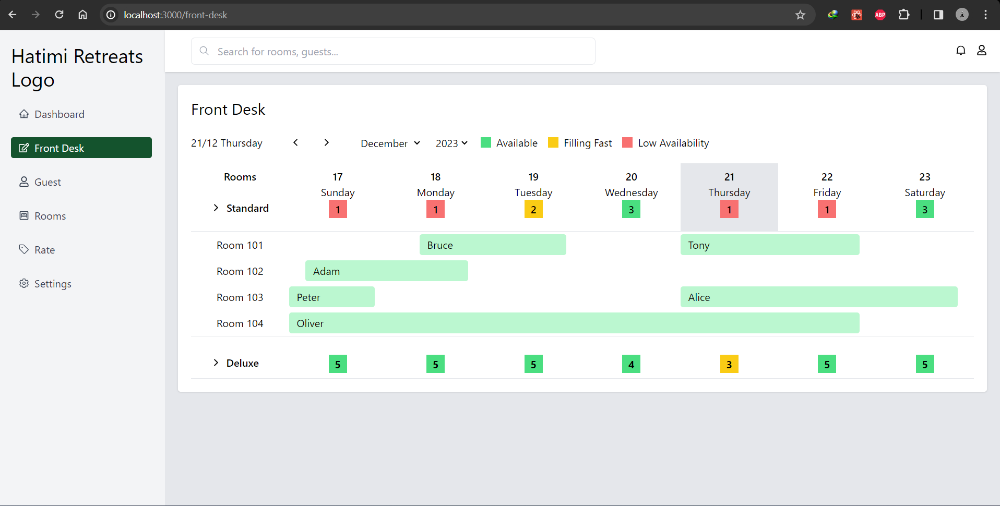 localhost:3000/front-desk
ABP
Hatimi Retreats
Logo
Search for rooms, guests...
Dashboard
Front Desk
Guest
Rooms
Rate
Settings
Front Desk
21/12 Thursday December 2023 Available Filling Fast Low Availability
Rooms 17 18 19 20 21 22 23
Sunday Monday Tuesday Wednesday Thursday Friday Saturday
Standard 1 1 2 3 1 1 3
Room 101 Bruce Tony
Room 102 Adam
Room 103 Peter Alice
Room 104 Oliver
Deluxe 5 5 5 4 3 5 5